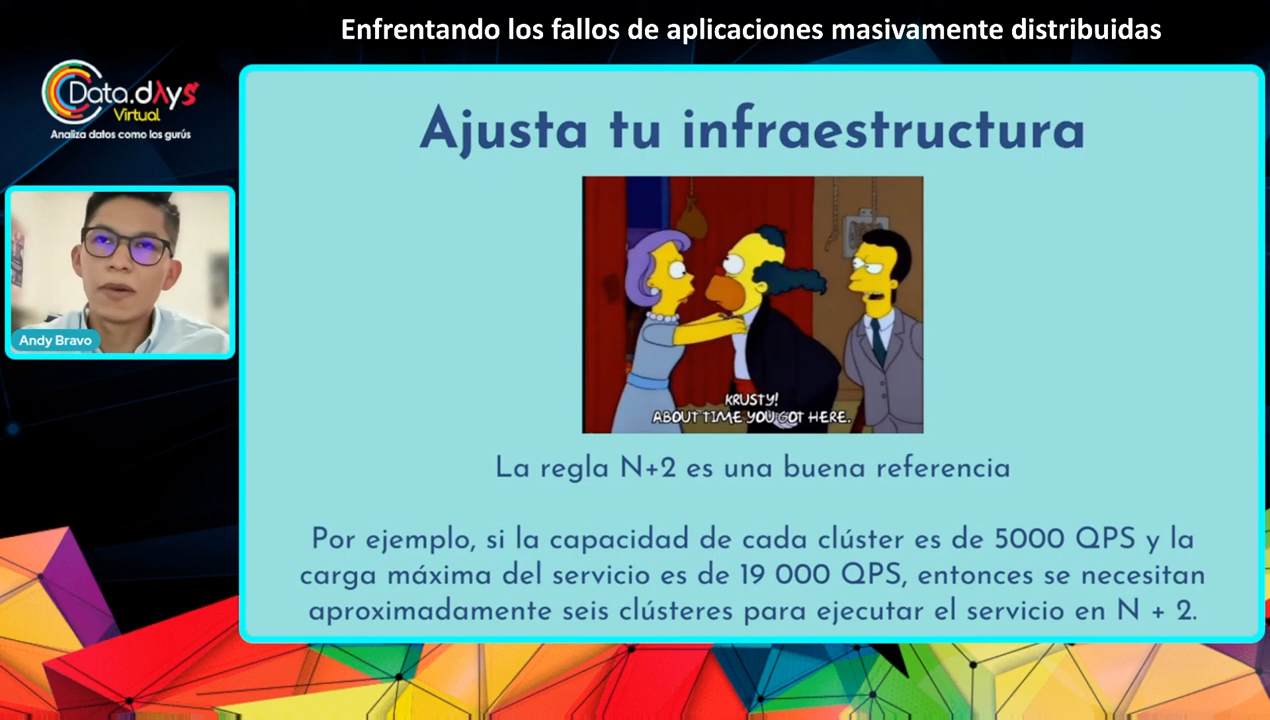 Enfrentando los fallos de aplicaciones masivamente distribuidas
Data.dλys
Virtual
Analiza datos como los gurús
Andy Bravo
Ajusta tu infraestructura
KRUSTY!
ABOUT TIME YOU GOT HERE.
La regla N+2 es una buena referencia
Por ejemplo, si la capacidad de cada clúster es de 5000 QPS y la
carga máxima del servicio es de 19 000 QPS, entonces se necesitan
aproximadamente seis clústeres para ejecutar el servicio en N + 2.